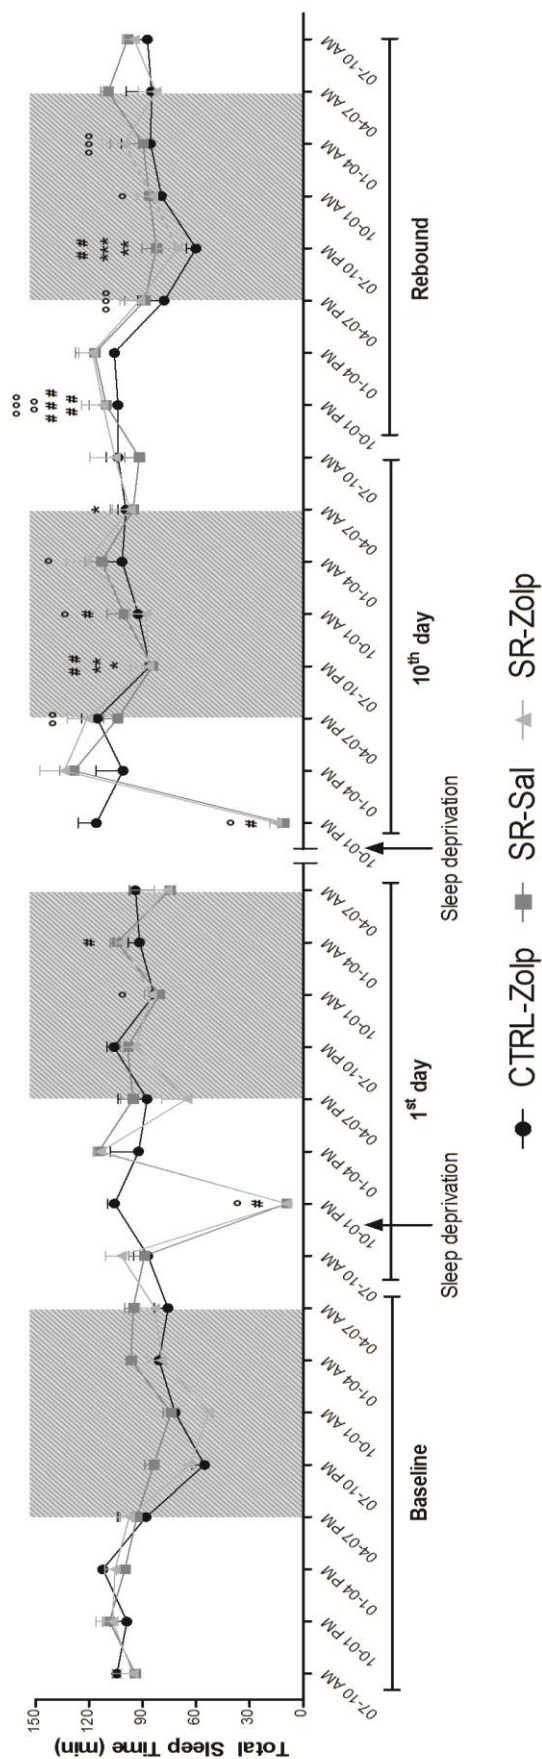 Total Sleep Time (min)
150
120
90
60
30
0
° #
°
#
° #
°°
## ** *
° #
°
*
°°° °° ### ##
°°°
## *** **
°
°°°
07-10 AM
10-01 PM
01-04 PM
04-07 PM
07-10 PM
10-01 AM
01-04 AM
04-07 AM
07-10 AM
10-01 PM
01-04 PM
04-07 PM
07-10 PM
10-01 AM
01-04 AM
04-07 AM
10-01 PM
01-04 PM
04-07 PM
07-10 PM
10-01 AM
01-04 AM
04-07 AM
07-10 AM
10-01 PM
01-04 PM
04-07 PM
07-10 PM
10-01 AM
01-04 AM
04-07 AM
07-10 AM
Baseline
1st day
10th day
Rebound
Sleep deprivation
Sleep deprivation
CTRL-Zolp
SR-Sal
SR-Zolp